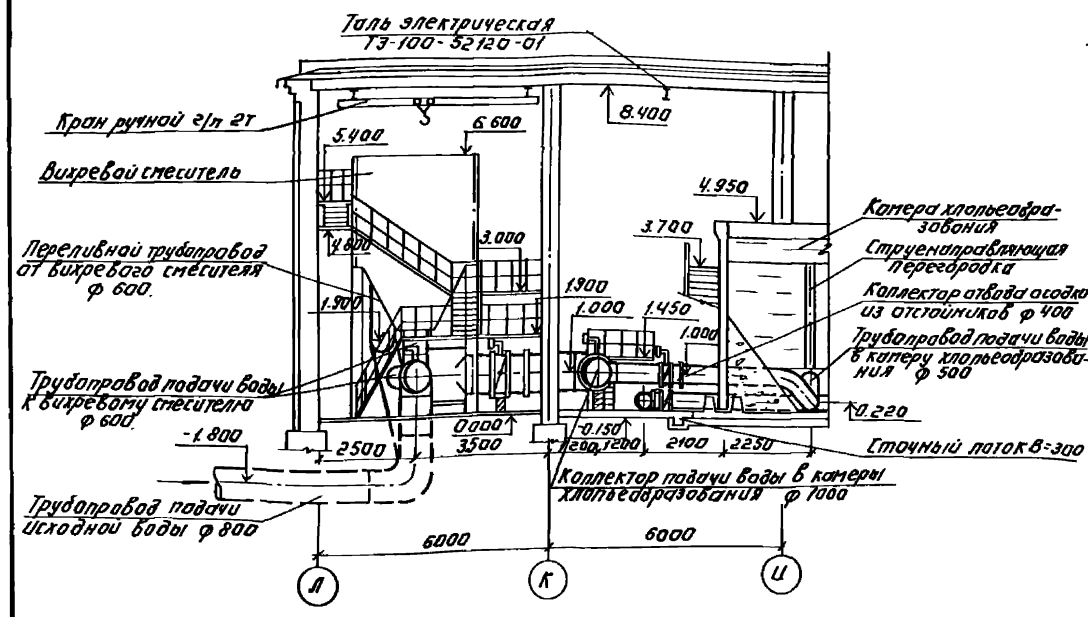 Таль электрическая
ТЭ-100-52120-01
Кран ручной г/п 2т
8.400
5.400
6.600
Вихревой смеситель
4.950
Камера хлопьеобра-
зования
3.700
Струенаправляющая
перегородка
4.800
3.000
Переливной трубопровод
от вихревого смесителя
φ 600.
Коллектор отвода осадка
из отстойников φ 400
1.900
1.900
1.000
1.450
1.000
Трубопровод подачи воды
в камеру хлопьеобразова-
ния φ 500
Трубопровод подачи воды
к вихревому смесителю
φ 600.
-0.220
0.000
-0.150
-1.800
2500
3500
1200
1200
2100
2250
Сточный лоток В=300
Коллектор подачи воды в камеры
хлопьеобразования φ 1000
Трубопровод подачи
исходной воды φ 800
6000
6000
Л
К
И